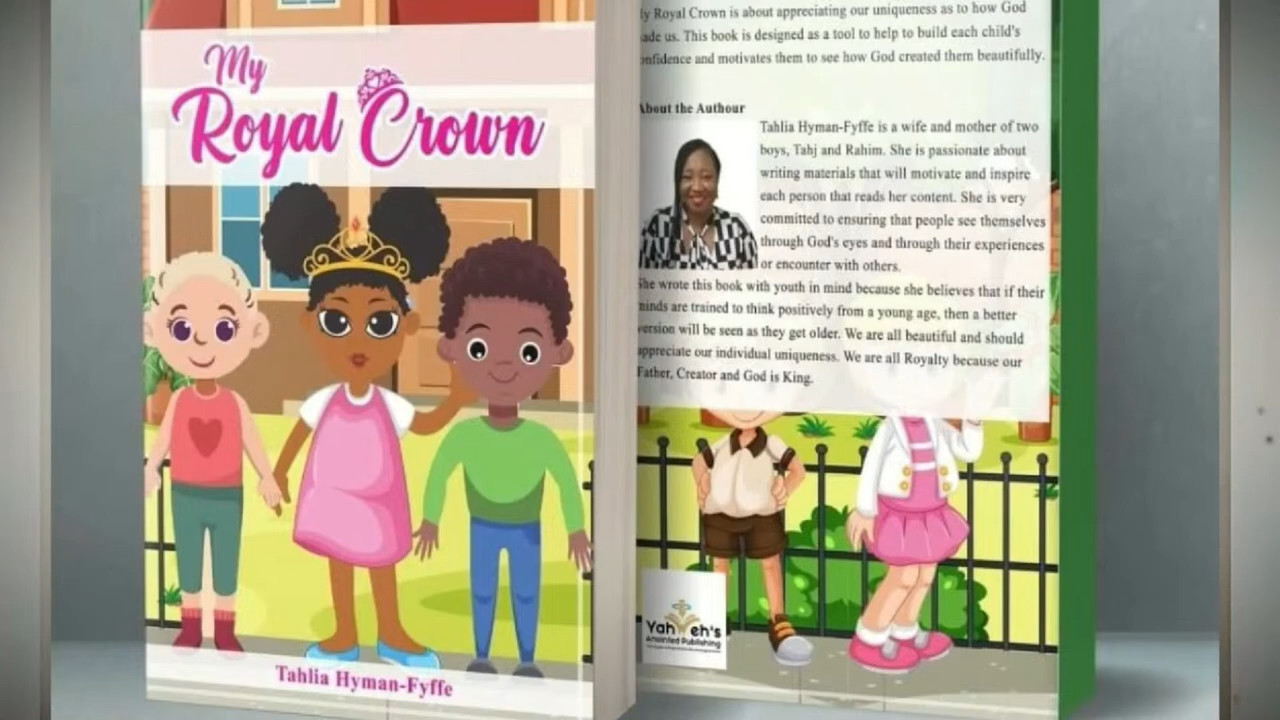 My
Royal Crown
Tahlia Hyman-Fyffe
y Royal Crown is about appreciating our uniqueness as to how God
ade us. This book is designed as a tool to help to build each child's
onfidence and motivates them to see how God created them beautifully.
About the Authour
Tahlia Hyman-Fyffe is a wife and mother of two
boys, Tahj and Rahim. She is passionate about
writing materials that will motivate and inspire
each person that reads her content. She is very
committed to ensuring that people see themselves
through God's eyes and through their experiences
or encounter with others.
She wrote this book with youth in mind because she believes that if their
minds are trained to think positively from a young age, then a better
version will be seen as they get older. We are all beautiful and should
appreciate our individual uniqueness. We are all Royalty because our
Father, Creator and God is King.
Yahweh's
Anointed Publishing